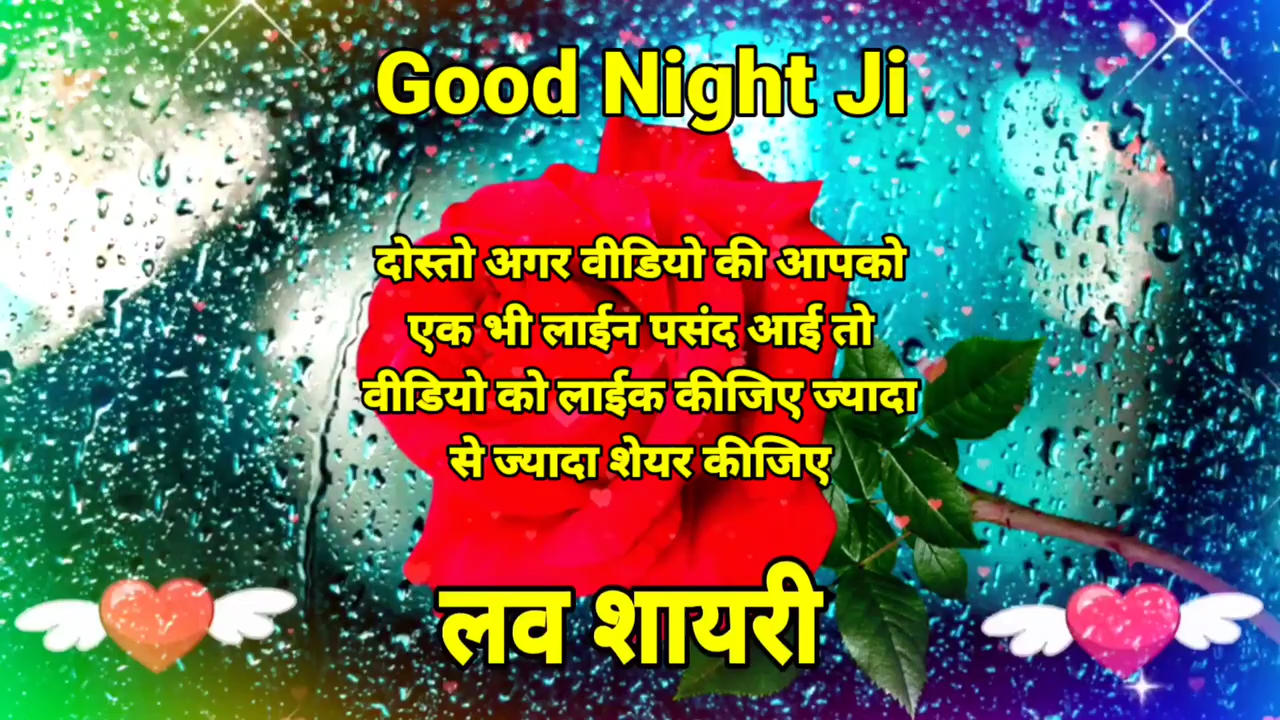 Good Night Ji
दोस्तो अगर वीडियो की आपको
एक भी लाईन पसंद आई तो
वीडियो को लाईक कीजिए ज्यादा
से ज्यादा शेयर कीजिए
लव शायरी